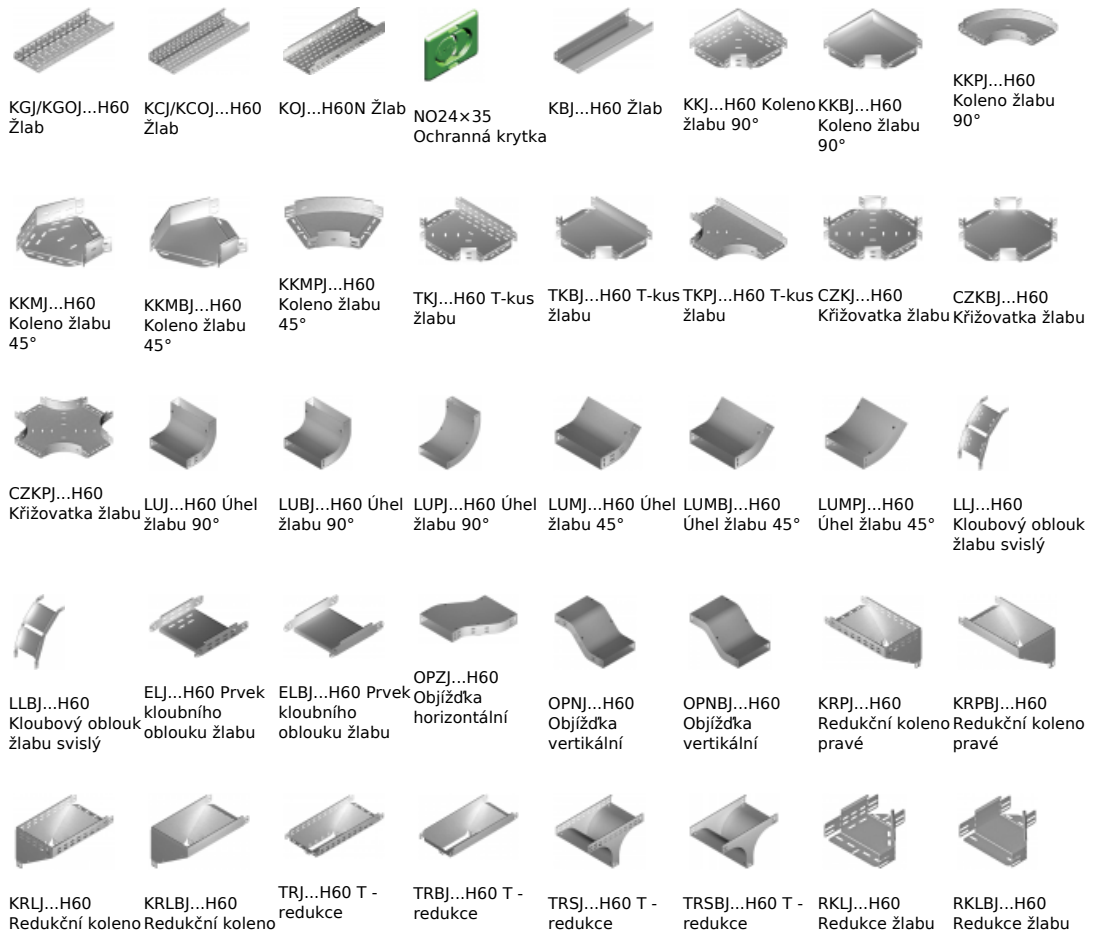 KGJ/KGOJ...H60
Žlab
KCJ/KCOJ...H60
Žlab
KOJ...H60N Žlab
NO24×35
Ochranná krytka
KBJ...H60 Žlab
KKJ...H60 Koleno
žlabu 90°
KKBJ...H60
Koleno žlabu
90°
KKPJ...H60
Koleno žlabu
90°
KKMJ...H60
Koleno žlabu
45°
KKMBJ...H60
Koleno žlabu
45°
KKMPJ...H60
Koleno žlabu
45°
TKJ...H60 T-kus
žlabu
TKBJ...H60 T-kus
žlabu
TKPJ...H60 T-kus
žlabu
CZKJ...H60
Křižovatka žlabu
CZKBJ...H60
Křižovatka žlabu
CZKPJ...H60
Křižovatka žlabu
LUJ...H60 Úhel
žlabu 90°
LUBJ...H60 Úhel
žlabu 90°
LUPJ...H60 Úhel
žlabu 90°
LUMJ...H60 Úhel
žlabu 45°
LUMBJ...H60
Úhel žlabu 45°
LUMPJ...H60
Úhel žlabu 45°
LLJ...H60
Kloubový oblouk
žlabu svislý
LLBJ...H60
Kloubový oblouk
žlabu svislý
ELJ...H60 Prvek
kloubního
oblouku žlabu
ELBJ...H60 Prvek
kloubního
oblouku žlabu
OPZJ...H60
Objížďka
horizontální
OPNJ...H60
Objížďka
vertikální
OPNBJ...H60
Objížďka
vertikální
KRPJ...H60
Redukční koleno
pravé
KRPBJ...H60
Redukční koleno
pravé
KRLJ...H60
Redukční koleno
KRLBJ...H60
Redukční koleno
TRJ...H60 T -
redukce
TRBJ...H60 T -
redukce
TRSJ...H60 T -
redukce
TRSBJ...H60 T -
redukce
RKLJ...H60
Redukce žlabu
RKLBJ...H60
Redukce žlabu